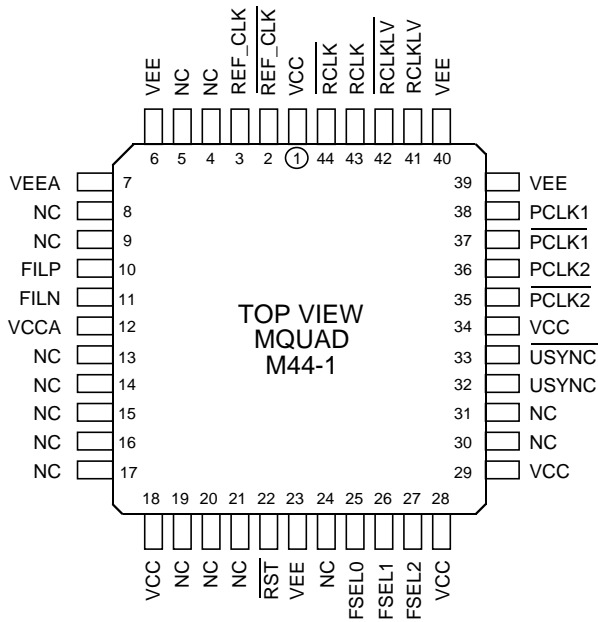 VEE
NC
NC
REF_CLK
REF_CLK
VCC
RCLK
RCLK
RCLKLV
RCLKLV
VEE
6 5 4 3 2 1 44 43 42 41 40
VEEA 7
NC 8
NC 9
FILP 10
FILN 11
VCCA 12
NC 13
NC 14
NC 15
NC 16
NC 17
TOP VIEW
MQUAD
M44-1
39 VEE
38 PCLK1
37 PCLK1
36 PCLK2
35 PCLK2
34 VCC
33 USYNC
32 USYNC
31 NC
30 NC
29 VCC
18 19 20 21 22 23 24 25 26 27 28
VCC
NC
NC
NC
RST
VEE
NC
FSEL0
FSEL1
FSEL2
VCC